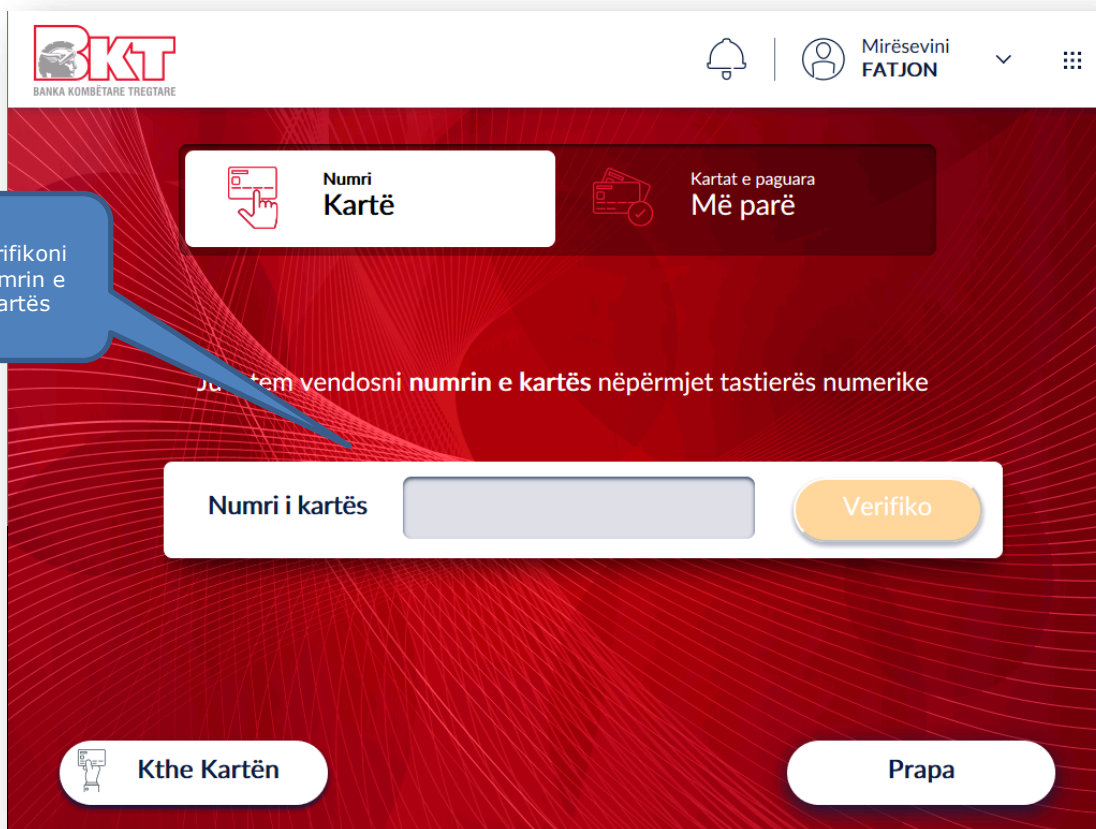 BKT
BANKA KOMBËTARE TREGTARE
Mirësevini
FATJON
Numri
Kartë
Kartat e paguara
Më parë
numrin e
vendosni numrin e kartës nëpërmjet tastierës numerike
Numri i kartës
Verifiko
Kthe Kartën
Prapa